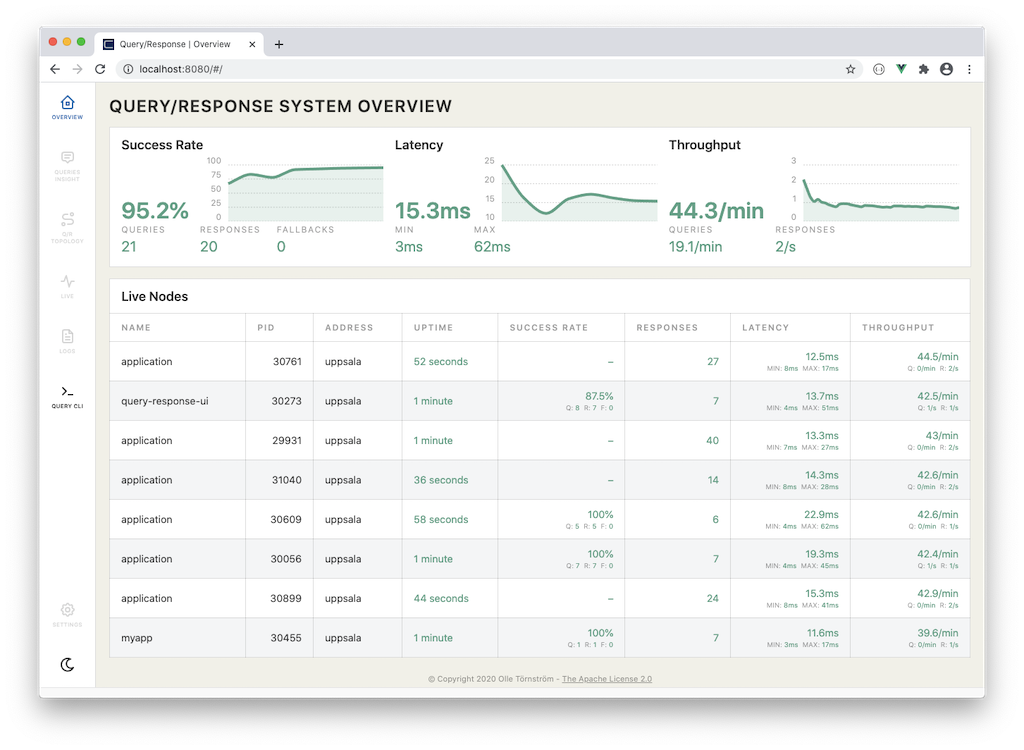 Query/Response | Overview
localhost:8080/#/
OVERVIEW
QUERIES
INSIGHT
Q/R
TOPOLOGY
LIVE
LOGS
QUERY CLI
SETTINGS
QUERY/RESPONSE SYSTEM OVERVIEW
Success Rate
100
75
50
25
0
95.2%
QUERIES RESPONSES FALLBACKS
21 20 0
Latency
25
20
15
10
15.3ms
MIN MAX
3ms 62ms
Throughput
3
2
1
0
44.3/min
QUERIES RESPONSES
19.1/min 2/s
Live Nodes
NAME PID ADDRESS UPTIME SUCCESS RATE RESPONSES LATENCY THROUGHPUT
application 30761 uppsala 52 seconds – 27 12.5ms 44.5/min
MIN: 8ms MAX: 17ms Q: 0/min R: 2/s
query-response-ui 30273 uppsala 1 minute 87.5% 7 13.7ms 42.5/min
Q: 8 R: 7 F: 0 MIN: 4ms MAX: 51ms Q: 1/s R: 1/s
application 29931 uppsala 1 minute – 40 13.3ms 43/min
MIN: 7ms MAX: 27ms Q: 0/min R: 2/s
application 31040 uppsala 36 seconds – 14 14.3ms 42.6/min
MIN: 8ms MAX: 28ms Q: 0/min R: 2/s
application 30609 uppsala 58 seconds 100% 6 22.9ms 42.6/min
Q: 5 R: 5 F: 0 MIN: 4ms MAX: 62ms Q: 0/min R: 1/s
application 30056 uppsala 1 minute 100% 7 19.3ms 42.4/min
Q: 7 R: 7 F: 0 MIN: 4ms MAX: 45ms Q: 1/s R: 1/s
application 30899 uppsala 44 seconds – 24 15.3ms 42.9/min
MIN: 8ms MAX: 41ms Q: 0/min R: 2/s
myapp 30455 uppsala 1 minute 100% 7 11.6ms 39.6/min
Q: 1 R: 1 F: 0 MIN: 3ms MAX: 17ms Q: 0/min R: 1/s
© Copyright 2020 Olle Törnström - The Apache License 2.0